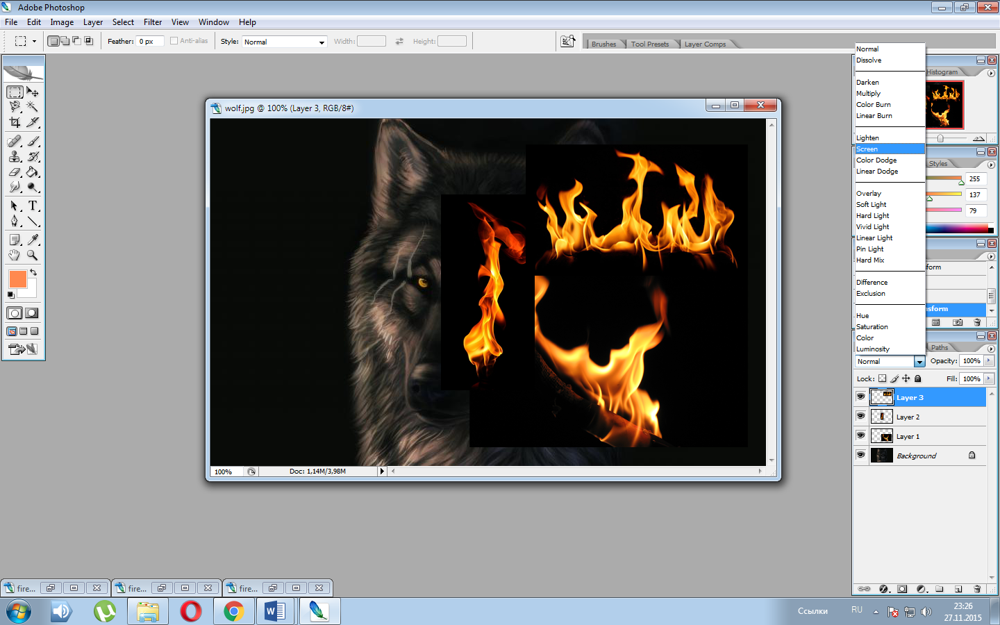 Adobe Photoshop
File Edit Image Layer Select Filter View Window Help
Feather: 0 px Anti-alias Style: Normal Width: Height: Brushes Tool Presets Layer Comps
wolf.jpg @ 100% (Layer 3, RGB/8#)
100% Doc: 1,14M/3,98M
Normal
Dissolve
Darken
Multiply
Color Burn
Linear Burn
Lighten
Screen
Color Dodge
Linear Dodge
Overlay
Soft Light
Hard Light
Vivid Light
Linear Light
Pin Light
Hard Mix
Difference
Exclusion
Hue
Saturation
Color
Luminosity
Histogram
Styles
255
137
79
sform
nsform
Paths
Normal Opacity: 100%
Lock: Fill: 100%
Layer 3
Layer 2
Layer 1
Background
fire... fire... fire...
Ссылки RU 23:26
27.11.2015